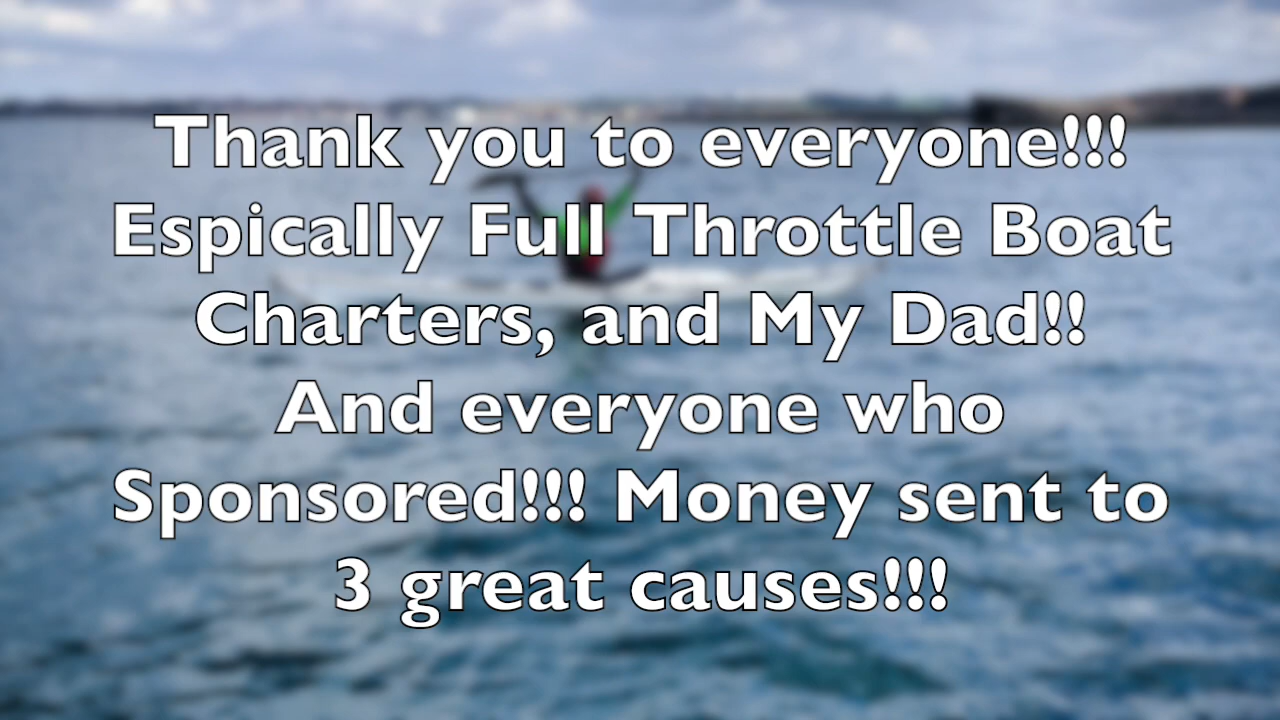 Thank you to everyone!!!
Espically Full Throttle Boat
Charters, and My Dad!!
And everyone who
Sponsored!!! Money sent to
3 great causes!!!